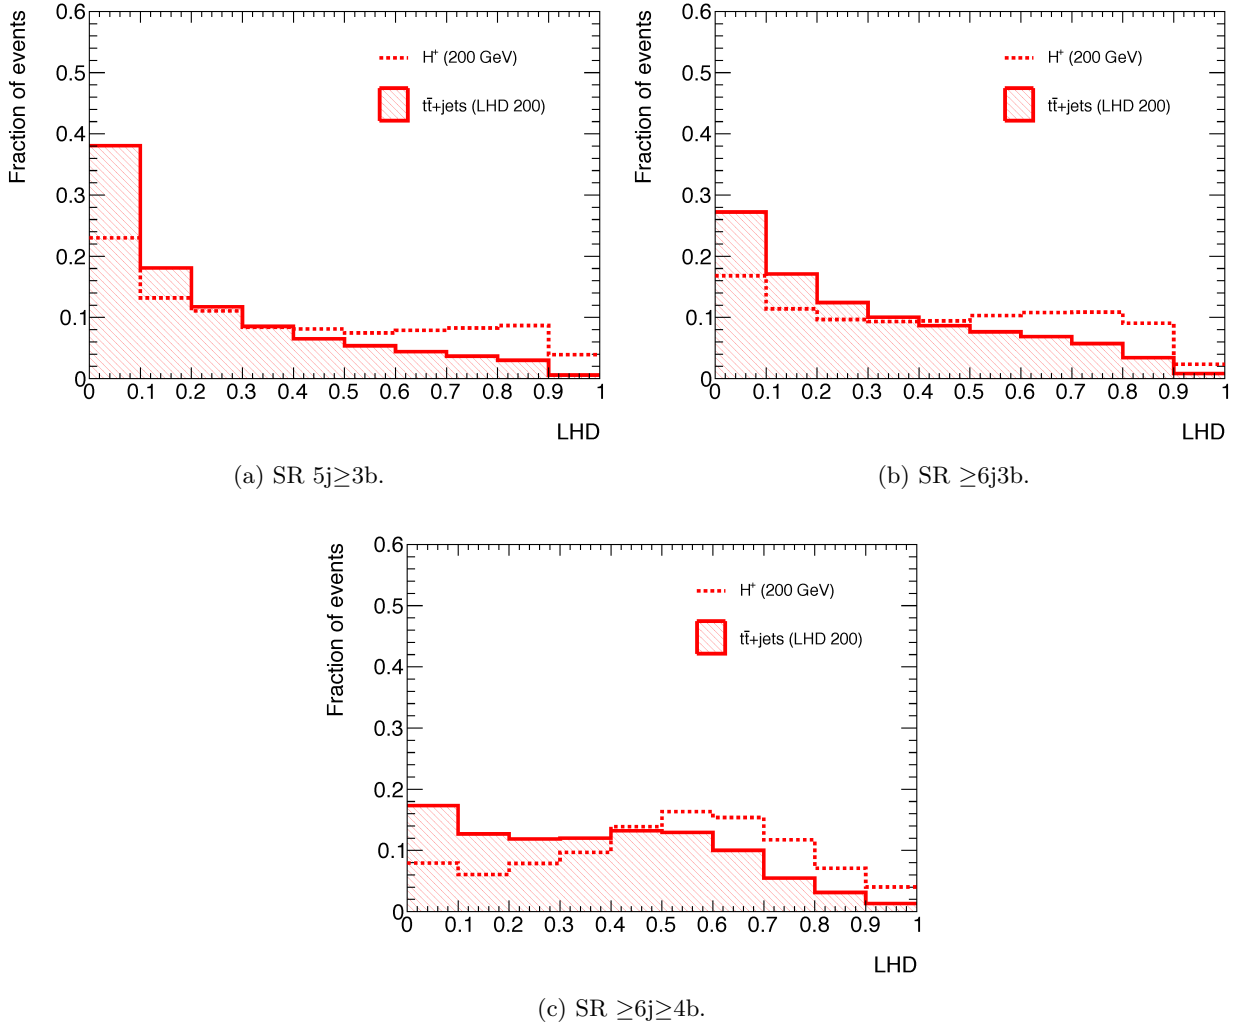 Fraction of events
0.6
0.5
0.4
0.3
0.2
0.1
0
H⁺ (200 GeV)
tt̄+jets (LHD 200)
0 0.1 0.2 0.3 0.4 0.5 0.6 0.7 0.8 0.9 1
LHD
(a) SR 5j≥3b.
Fraction of events
0.6
0.5
0.4
0.3
0.2
0.1
0
H⁺ (200 GeV)
tt̄+jets (LHD 200)
0 0.1 0.2 0.3 0.4 0.5 0.6 0.7 0.8 0.9 1
LHD
(b) SR ≥6j3b.
Fraction of events
0.6
0.5
0.4
0.3
0.2
0.1
0
H⁺ (200 GeV)
tt̄+jets (LHD 200)
0 0.1 0.2 0.3 0.4 0.5 0.6 0.7 0.8 0.9 1
LHD
(c) SR ≥6j≥4b.